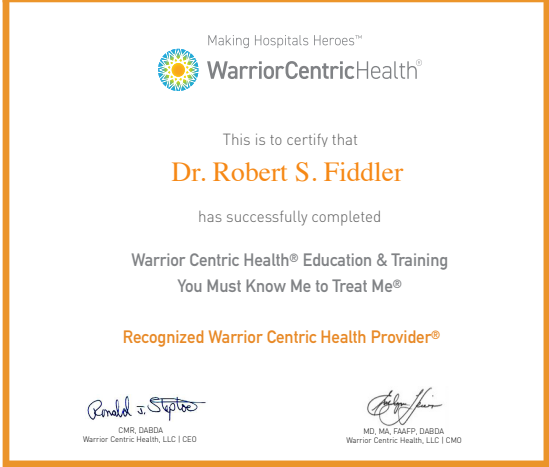 Making Hospitals Heroes™
WarriorCentricHealth®
This is to certify that
Dr. Robert S. Fiddler
has successfully completed
Warrior Centric Health® Education & Training
You Must Know Me to Treat Me®
Recognized Warrior Centric Health Provider®
Ronald J. Steptoe
CMR, DABDA
Warrior Centric Health, LLC | CEO
MD, MA, FAAFP, DABDA
Warrior Centric Health, LLC | CMO